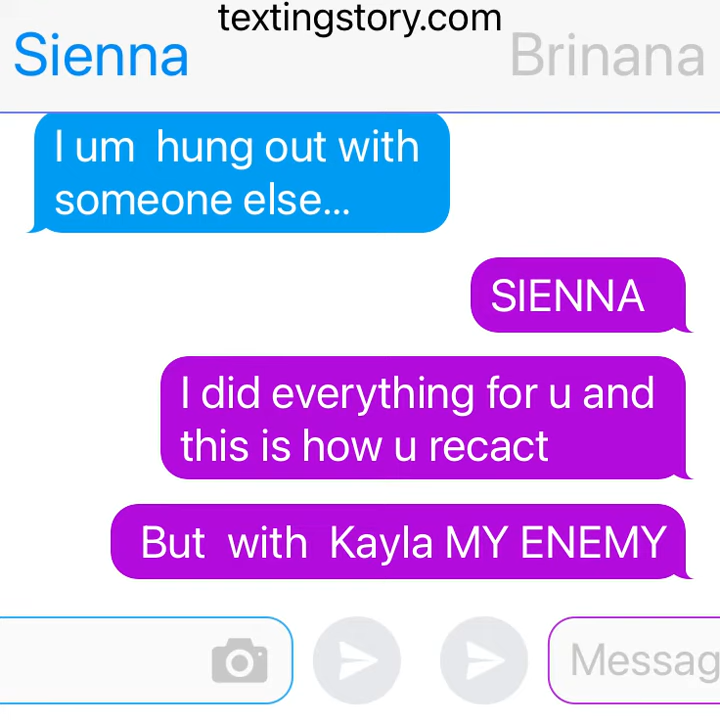 textingstory.com
Sienna Brinana
I um  hung out with
someone else...
SIENNA
I did everything for u and
this is how u recact
But  with  Kayla MY ENEMY
Messag